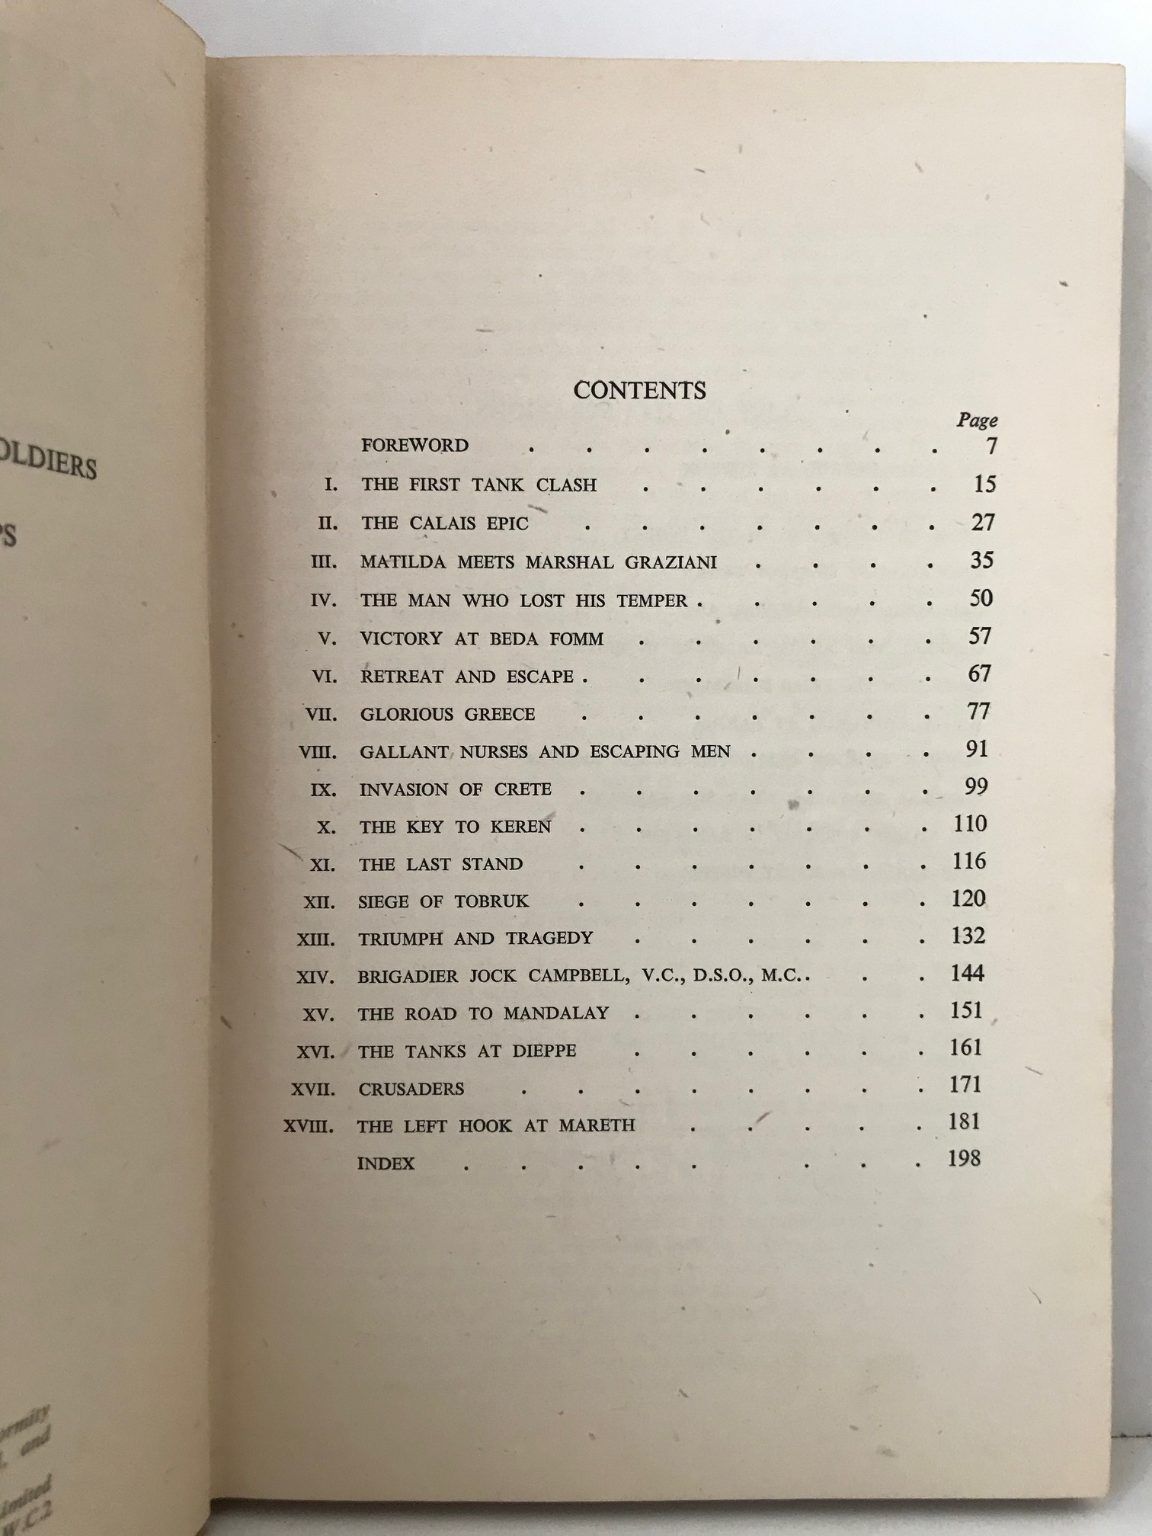 OLDIERS
PS
ormity
and
imited
W.C.2
CONTENTS
Page
FOREWORD . . . . . . . . 7
I. THE FIRST TANK CLASH . . . . . . 15
II. THE CALAIS EPIC . . . . . . . 27
III. MATILDA MEETS MARSHAL GRAZIANI . . . . 35
IV. THE MAN WHO LOST HIS TEMPER . . . . . 50
V. VICTORY AT BEDA FOMM . . . . . . 57
VI. RETREAT AND ESCAPE . . . . . . . 67
VII. GLORIOUS GREECE . . . . . . . 77
VIII. GALLANT NURSES AND ESCAPING MEN . . . . 91
IX. INVASION OF CRETE . . . . . . . 99
X. THE KEY TO KEREN . . . . . . . 110
XI. THE LAST STAND . . . . . . . 116
XII. SIEGE OF TOBRUK . . . . . . . 120
XIII. TRIUMPH AND TRAGEDY . . . . . . 132
XIV. BRIGADIER JOCK CAMPBELL, V.C., D.S.O., M.C. . . . 144
XV. THE ROAD TO MANDALAY . . . . . . 151
XVI. THE TANKS AT DIEPPE . . . . . . 161
XVII. CRUSADERS . . . . . . . . 171
XVIII. THE LEFT HOOK AT MARETH . . . . . 181
INDEX . . . . . . . . 198